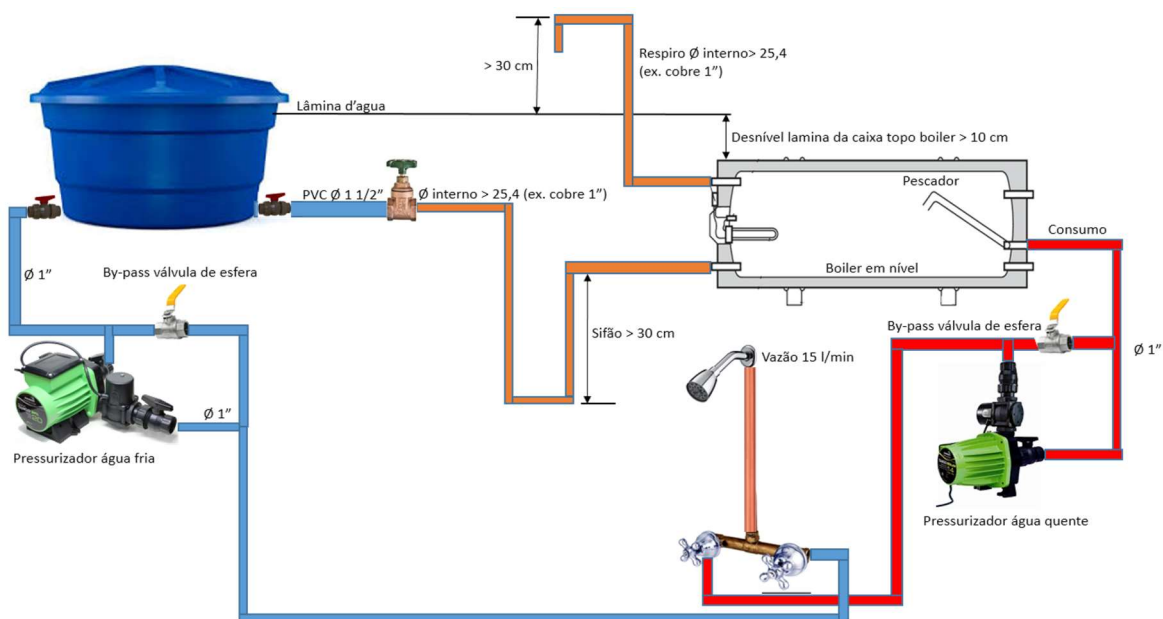 > 30 cm
Respiro Ø interno> 25,4
(ex. cobre 1”)
Lâmina d’agua
Desnível lamina da caixa topo boiler > 10 cm
PVC Ø 1 1/2”
Ø interno > 25,4 (ex. cobre 1”)
Pescador
Consumo
Ø 1”
By-pass válvula de esfera
Boiler em nível
Sifão > 30 cm
By-pass válvula de esfera
Vazão 15 l/min
Ø 1”
Ø 1”
Pressurizador água fria
Pressurizador água quente